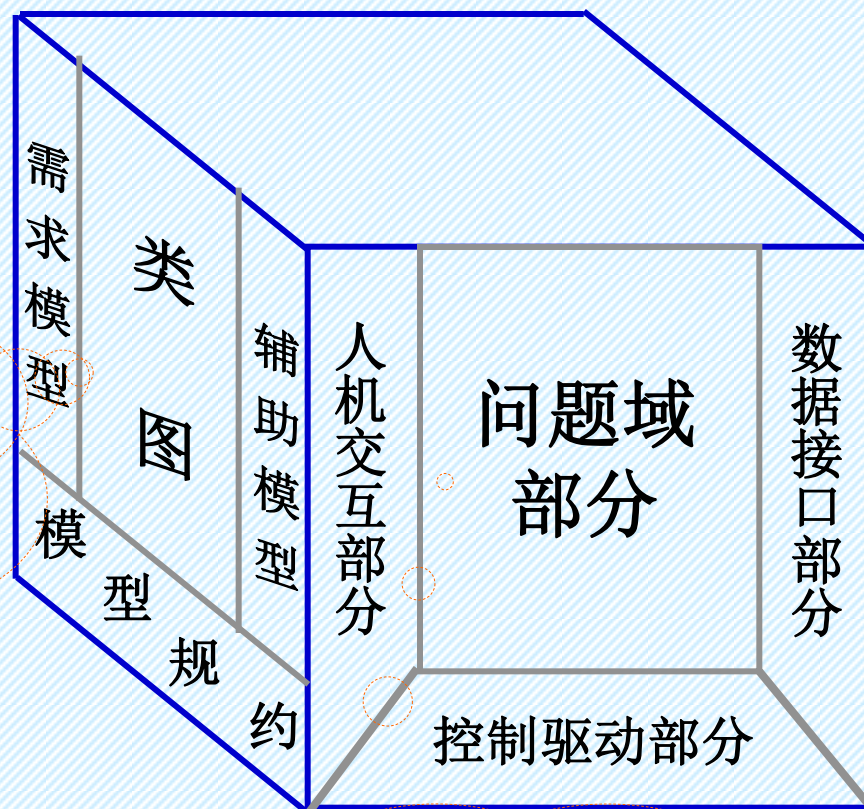 需求模型
类图
辅助模型
模型规约
人机交互部分
问题域
部分
数据接口部分
控制驱动部分